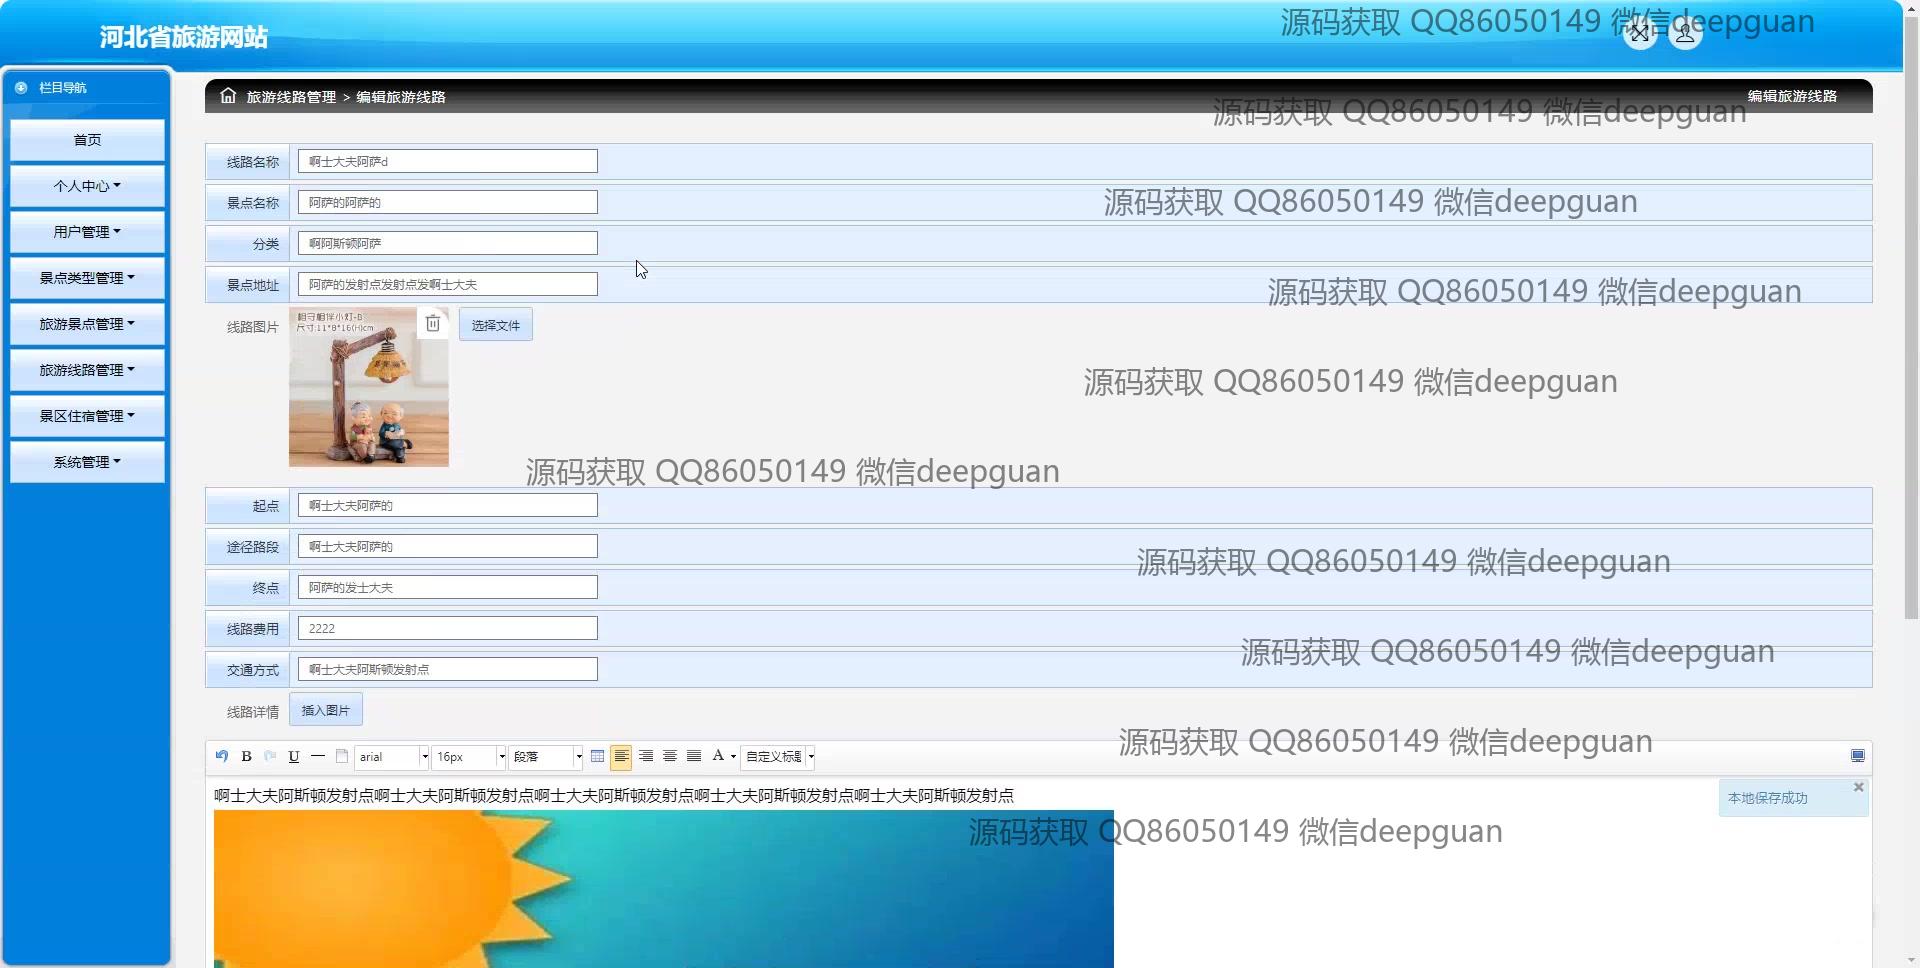 河北省旅游网站
源码获取 QQ86050149 微信deepguan
栏目导航
首页
个人中心
用户管理
景点类型管理
旅游景点管理
旅游线路管理
景区住宿管理
系统管理
旅游线路管理 > 编辑旅游线路
编辑旅游线路
源码获取 QQ86050149 微信deepguan
线路名称 啊士大夫阿萨d
景点名称 阿萨的阿萨的
源码获取 QQ86050149 微信deepguan
分类 啊阿斯顿阿萨
景点地址 阿萨的发射点发射点发啊士大夫
源码获取 QQ86050149 微信deepguan
线路图片
相守相伴小灯-B
尺寸:11*8*16(H)cm
选择文件
源码获取 QQ86050149 微信deepguan
源码获取 QQ86050149 微信deepguan
起点 啊士大夫阿萨的
途径路段 啊士大夫阿萨的
源码获取 QQ86050149 微信deepguan
终点 阿萨的发士大夫
线路费用 2222
源码获取 QQ86050149 微信deepguan
交通方式 啊士大夫阿斯顿发射点
线路详情 插入图片
源码获取 QQ86050149 微信deepguan
B U arial 16px 段落 A 自定义标题
啊士大夫阿斯顿发射点啊士大夫阿斯顿发射点啊士大夫阿斯顿发射点啊士大夫阿斯顿发射点啊士大夫阿斯顿发射点
本地保存成功
源码获取 QQ86050149 微信deepguan